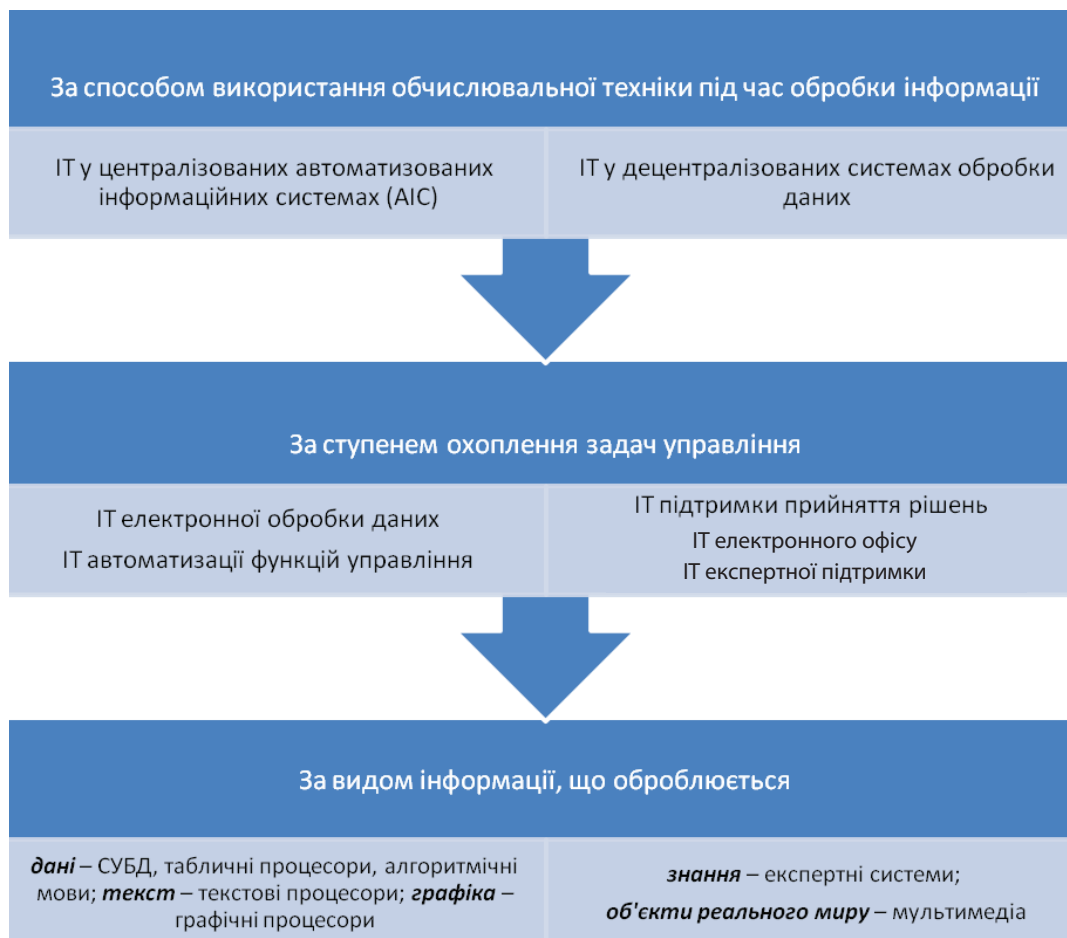 За способом використання обчислювальної техніки під час обробки інформації
ІТ у централізованих автоматизованих
інформаційних системах (АІС)
ІТ у децентралізованих системах обробки
даних
За ступенем охоплення задач управління
ІТ електронної обробки даних
ІТ автоматизації функцій управління
ІТ підтримки прийняття рішень
ІТ електронного офісу
ІТ експертної підтримки
За видом інформації, що оброблюється
дані – СУБД, табличні процесори, алгоритмічні
мови; текст – текстові процесори; графіка –
графічні процесори
знання – експертні системи;
об'єкти реального миру – мультимедіа